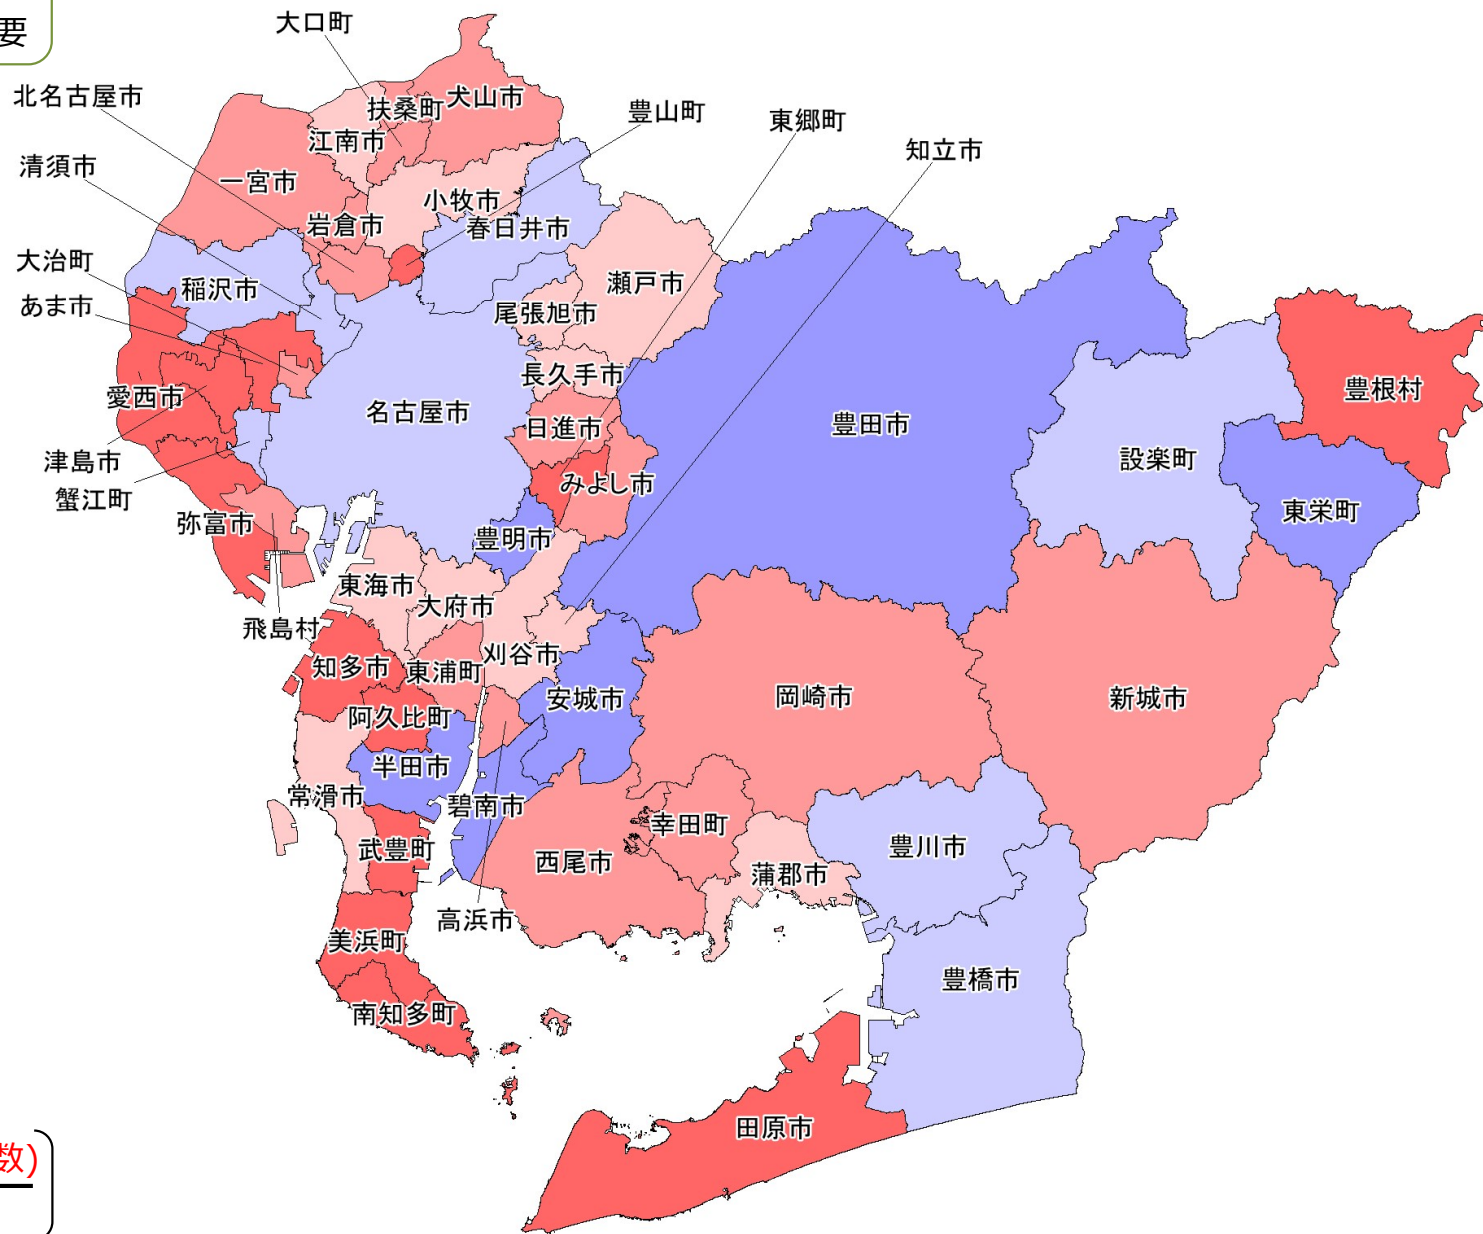 要
大口町
北名古屋市
扶桑町
犬山市
豊山町
東郷町
江南市
知立市
清須市
一宮市
小牧市
岩倉市
春日井市
大治町
稲沢市
瀬戸市
あま市
尾張旭市
長久手市
豊根村
愛西市
名古屋市
日進市
豊田市
津島市
設楽町
みよし市
蟹江町
東栄町
弥富市
豊明市
東海市
大府市
飛島村
刈谷市
知多市
東浦町
安城市
岡崎市
新城市
阿久比町
半田市
常滑市
碧南市
幸田町
武豊町
豊川市
西尾市
蒲郡市
高浜市
美浜町
豊橋市
南知多町
田原市
数)